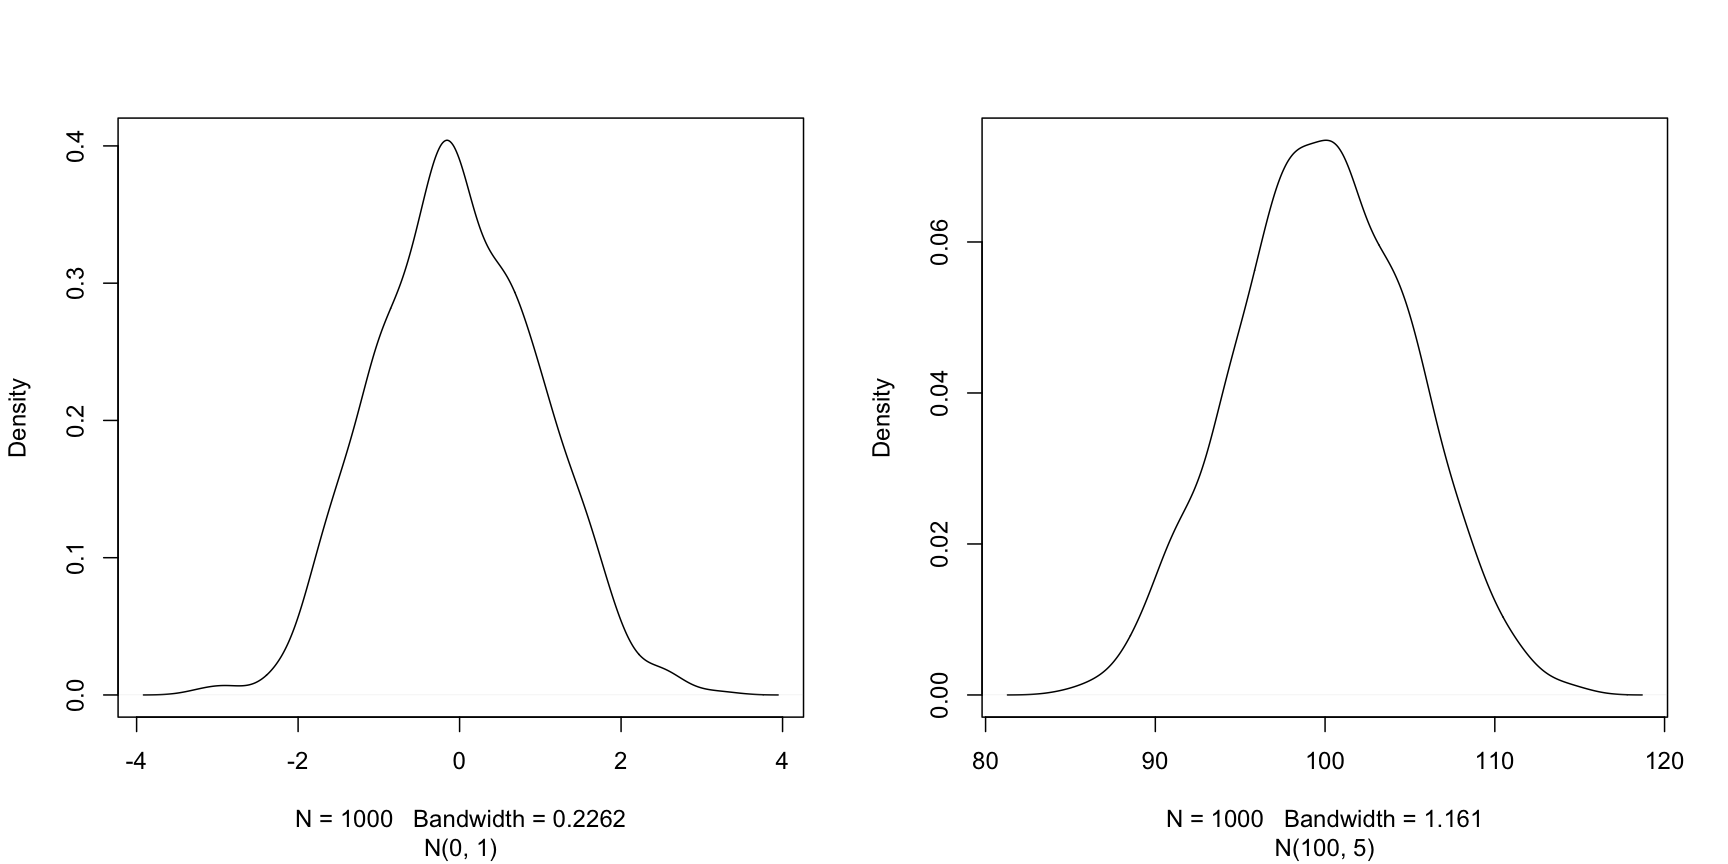 Density
0.4
0.3
0.2
0.1
0.0
-4 -2 0 2 4
N = 1000 Bandwidth = 0.2262
N(0, 1)
Density
0.06
0.04
0.02
0.00
80 90 100 110 120
N = 1000 Bandwidth = 1.161
N(100, 5)